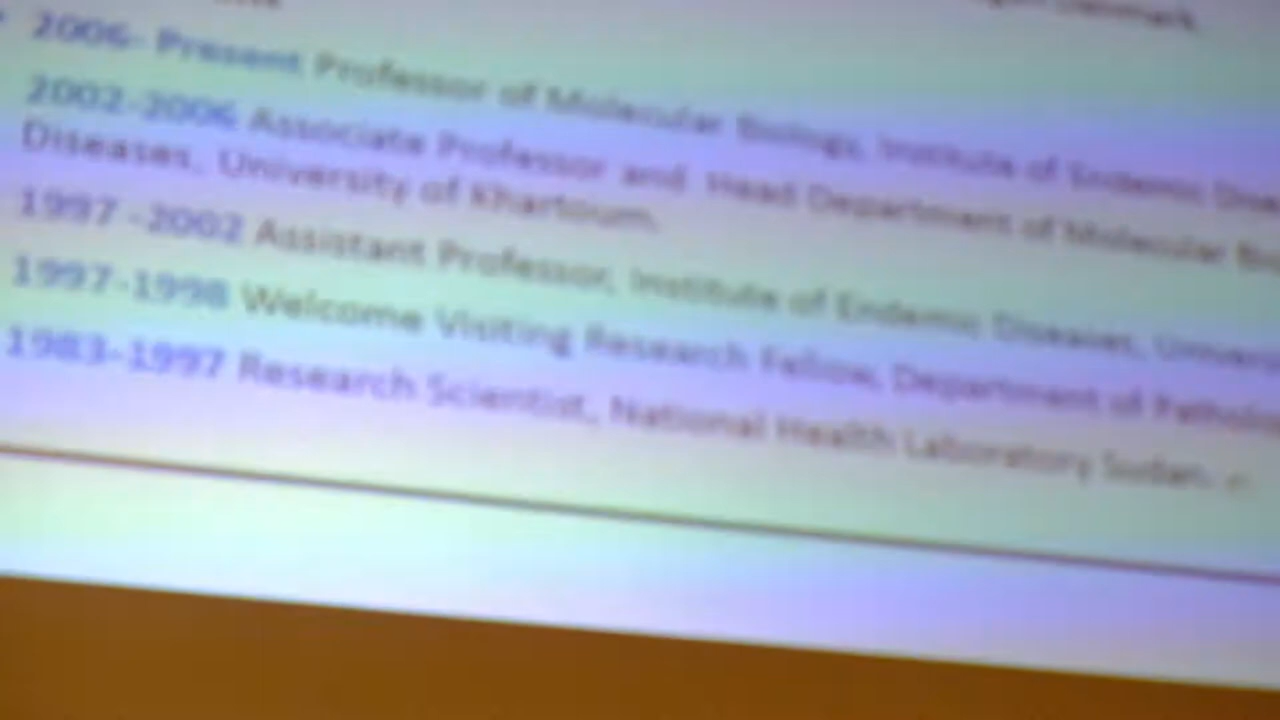 Denmark
2006- Present Professor of Molecular Biology, Institute of Endemic
2002-2006 Associate Professor and Head Department of Molecular
Diseases, University of Khartoum.
1997 -2002 Assistant Professor, Institute of Endemic Diseases,
1997-1998 Welcome Visiting Research Fellow, Department of
1983-1997 Research Scientist, National Health Laboratory Sudan.